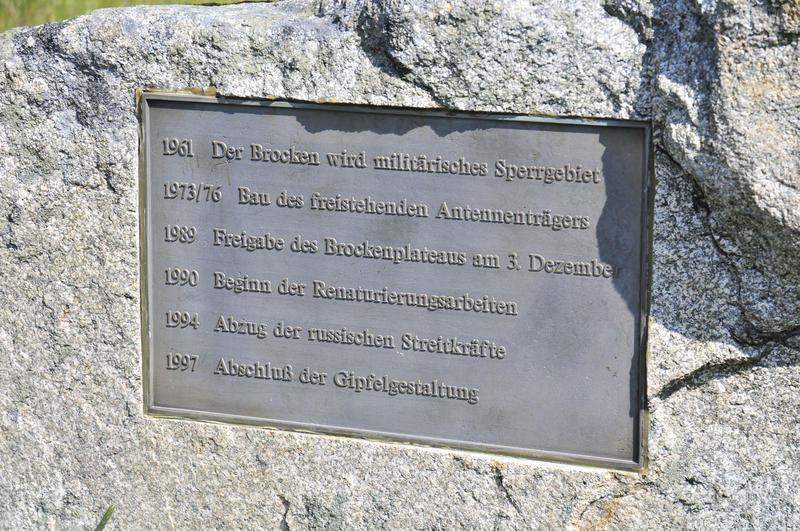 1961 Der Brocken wird militärisches Sperrgebiet
1973/76 Bau des freistehenden Antennenträgers
1989 Freigabe des Brockenplateaus am 3. Dezember
1990 Beginn der Renaturierungsarbeiten
1994 Abzug der russischen Streitkräfte
1997 Abschluß der Gipfelgestaltung